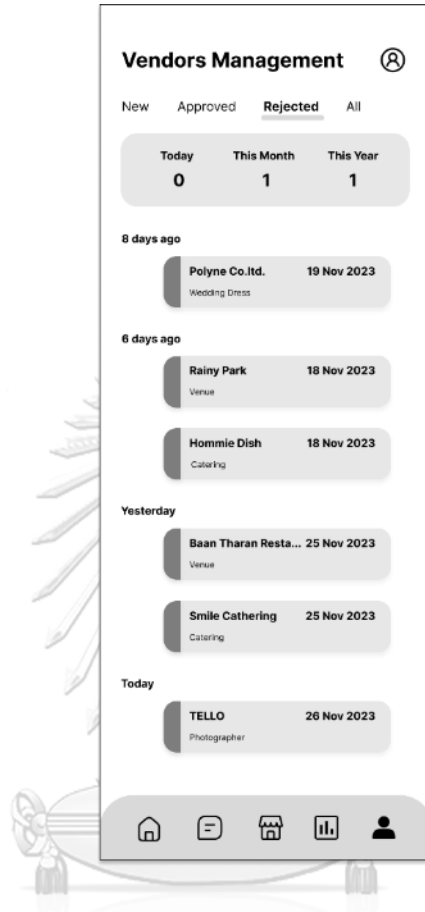 Vendors Management
New Approved Rejected All
Today This Month This Year
0 1 1
8 days ago
Polyne Co.ltd. 19 Nov 2023
Wedding Dress
6 days ago
Rainy Park 18 Nov 2023
Venue
Hommie Dish 18 Nov 2023
Catering
Yesterday
Baan Tharan Resta... 25 Nov 2023
Venue
Smile Cathering 25 Nov 2023
Catering
Today
TELLO 26 Nov 2023
Photographer